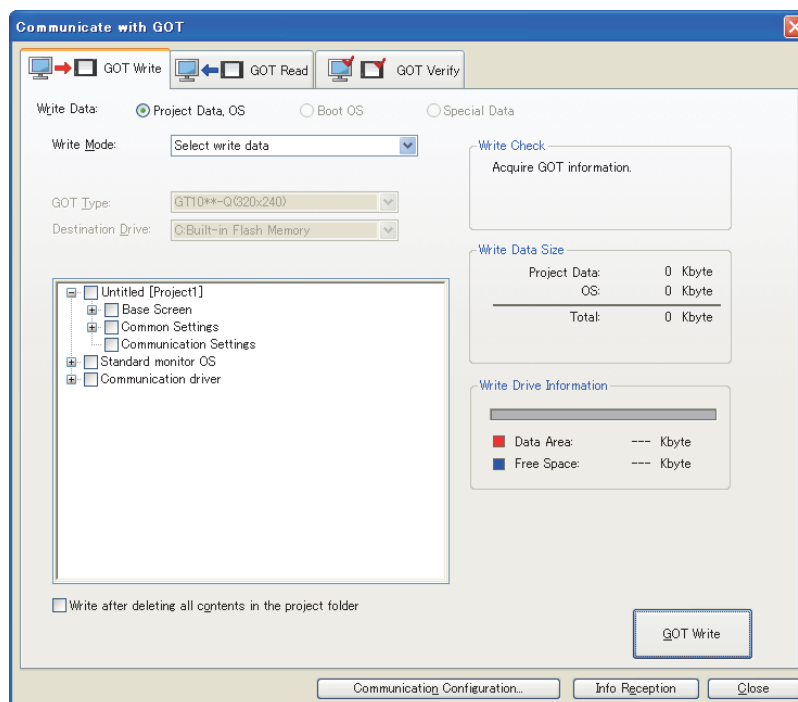 Communicate with GOT
GOT Write GOT Read GOT Verify
Write Data: Project Data, OS Boot OS Special Data
Write Mode: Select write data
GOT Type: GT10**-Q(320x240)
Destination Drive: C:Built-in Flash Memory
Untitled [Project1]
Base Screen
Common Settings
Communication Settings
Standard monitor OS
Communication driver
Write after deleting all contents in the project folder
Write Check
Acquire GOT information.
Write Data Size
Project Data: 0 Kbyte
OS: 0 Kbyte
Total: 0 Kbyte
Write Drive Information
Data Area: --- Kbyte
Free Space: --- Kbyte
GOT Write
Communication Configuration... Info Reception Close